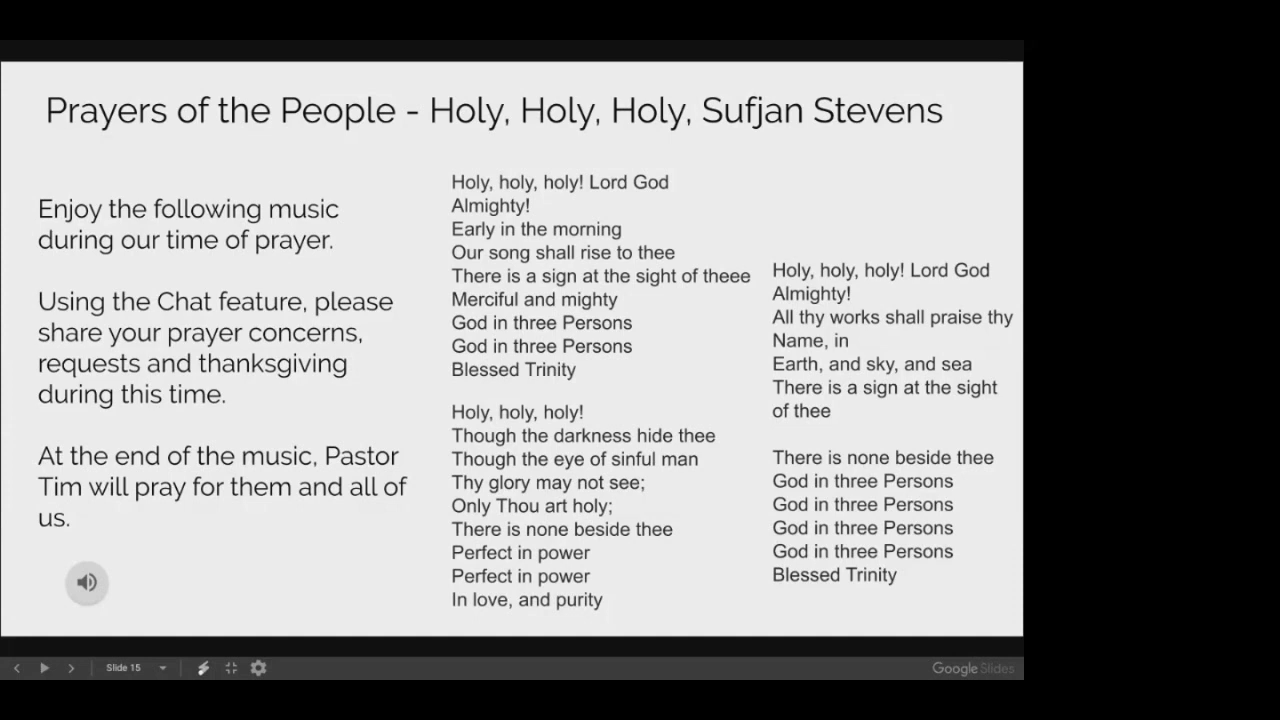 Prayers of the People - Holy, Holy, Holy, Sufjan Stevens
Enjoy the following music
during our time of prayer.
Using the Chat feature, please
share your prayer concerns,
requests and thanksgiving
during this time.
At the end of the music, Pastor
Tim will pray for them and all of
us.
Holy, holy, holy! Lord God
Almighty!
Early in the morning
Our song shall rise to thee
There is a sign at the sight of theee
Merciful and mighty
God in three Persons
God in three Persons
Blessed Trinity
Holy, holy, holy!
Though the darkness hide thee
Though the eye of sinful man
Thy glory may not see;
Only Thou art holy;
There is none beside thee
Perfect in power
Perfect in power
In love, and purity
Holy, holy, holy! Lord God
Almighty!
All thy works shall praise thy
Name, in
Earth, and sky, and sea
There is a sign at the sight
of thee
There is none beside thee
God in three Persons
God in three Persons
God in three Persons
God in three Persons
Blessed Trinity
Slide 15
Google Slides